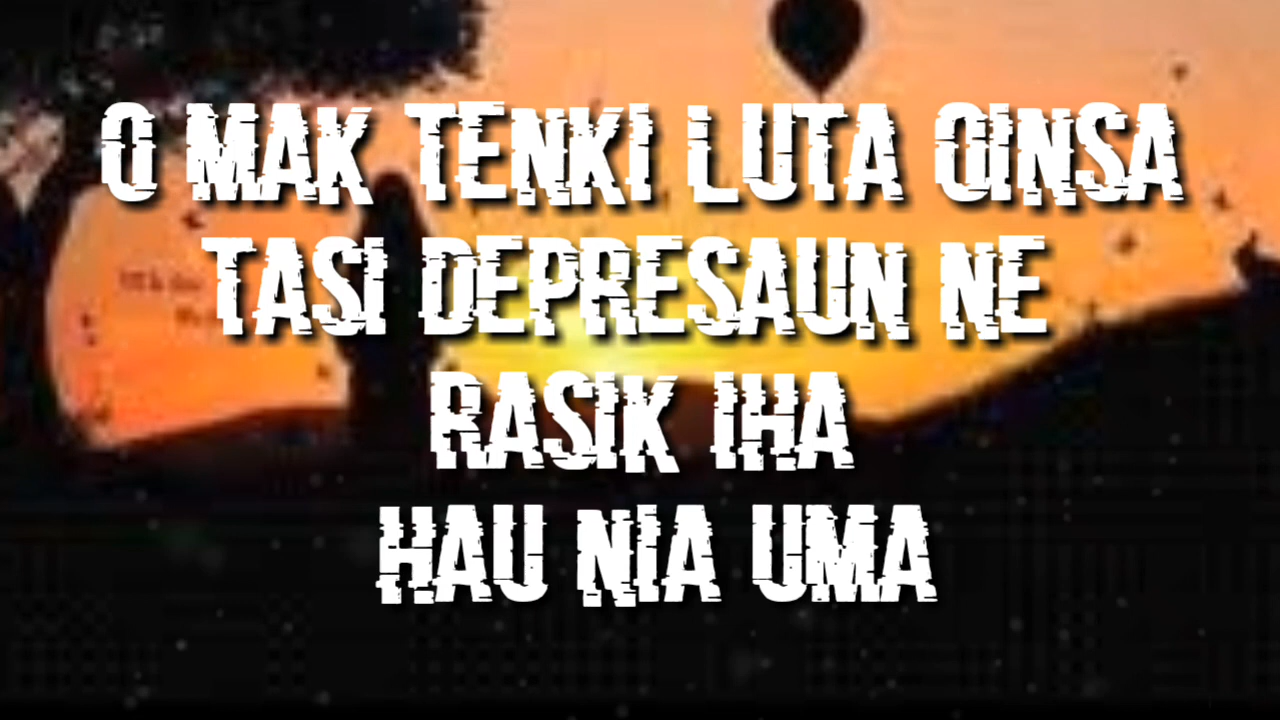 O MAK TENKI LUTA OINSA
TASI DEPRESAUN NE
RASIK IHA
HAU NIA UMA